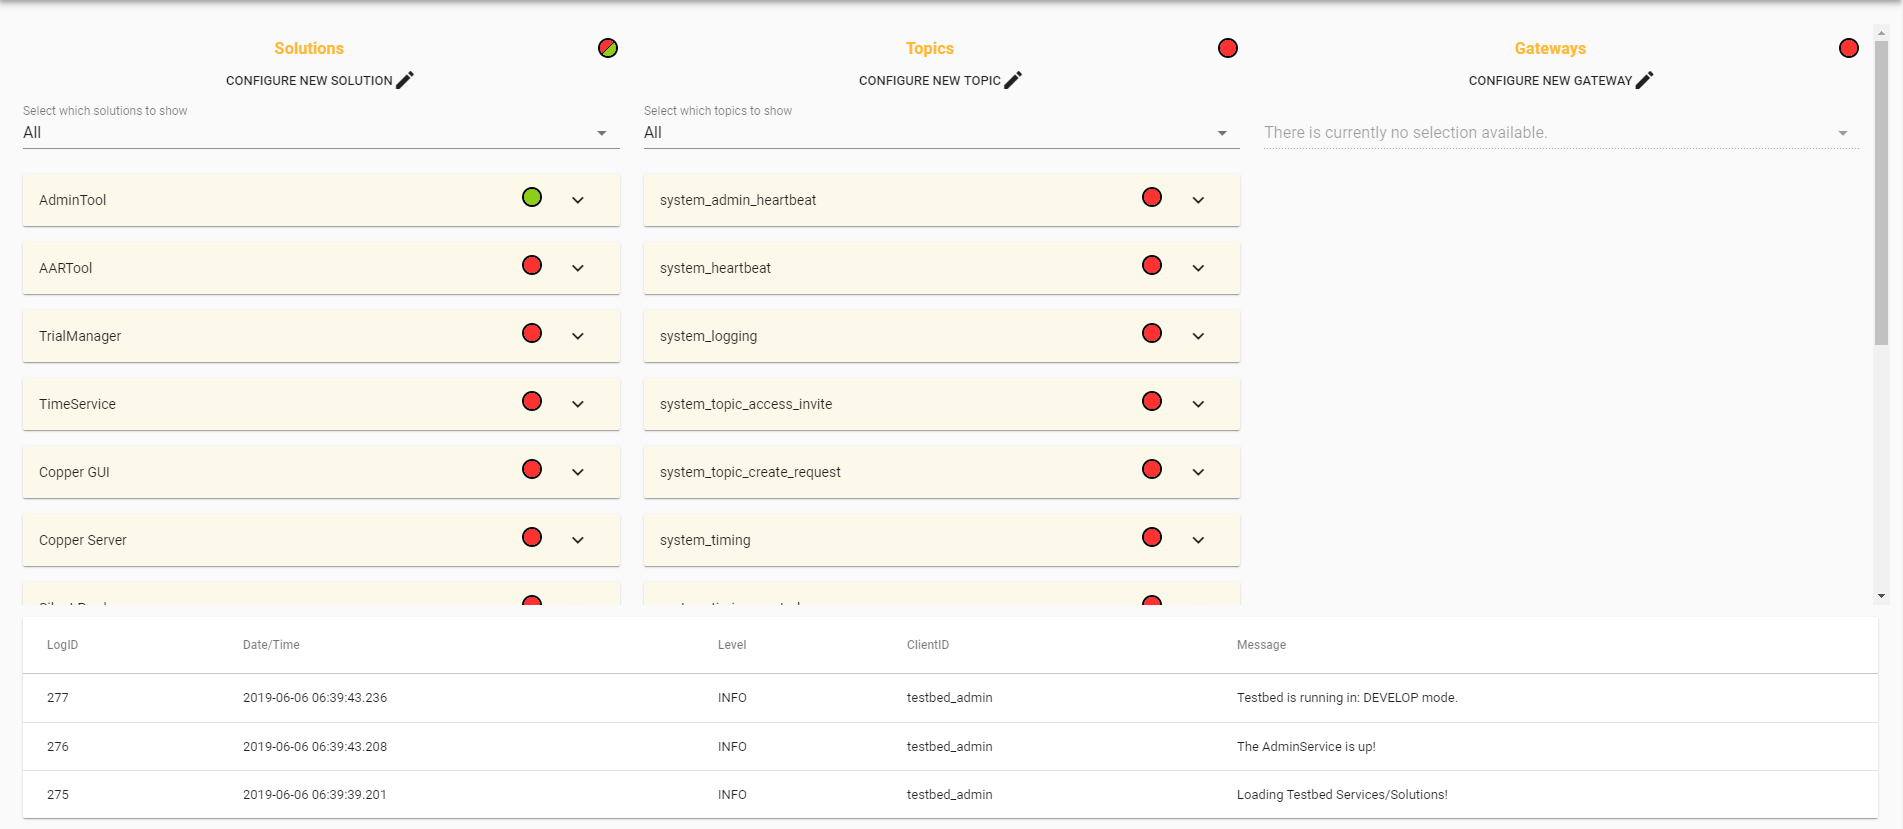 Solutions
CONFIGURE NEW SOLUTION
Select which solutions to show
All
AdminTool
AARTool
TrialManager
TimeService
Copper GUI
Copper Server
Topics
CONFIGURE NEW TOPIC
Select which topics to show
All
system_admin_heartbeat
system_heartbeat
system_logging
system_topic_access_invite
system_topic_create_request
system_timing
Gateways
CONFIGURE NEW GATEWAY
There is currently no selection available.
LogID Date/Time Level ClientID Message
277 2019-06-06 06:39:43.236 INFO testbed_admin Testbed is running in: DEVELOP mode.
276 2019-06-06 06:39:43.208 INFO testbed_admin The AdminService is up!
275 2019-06-06 06:39:39.201 INFO testbed_admin Loading Testbed Services/Solutions!